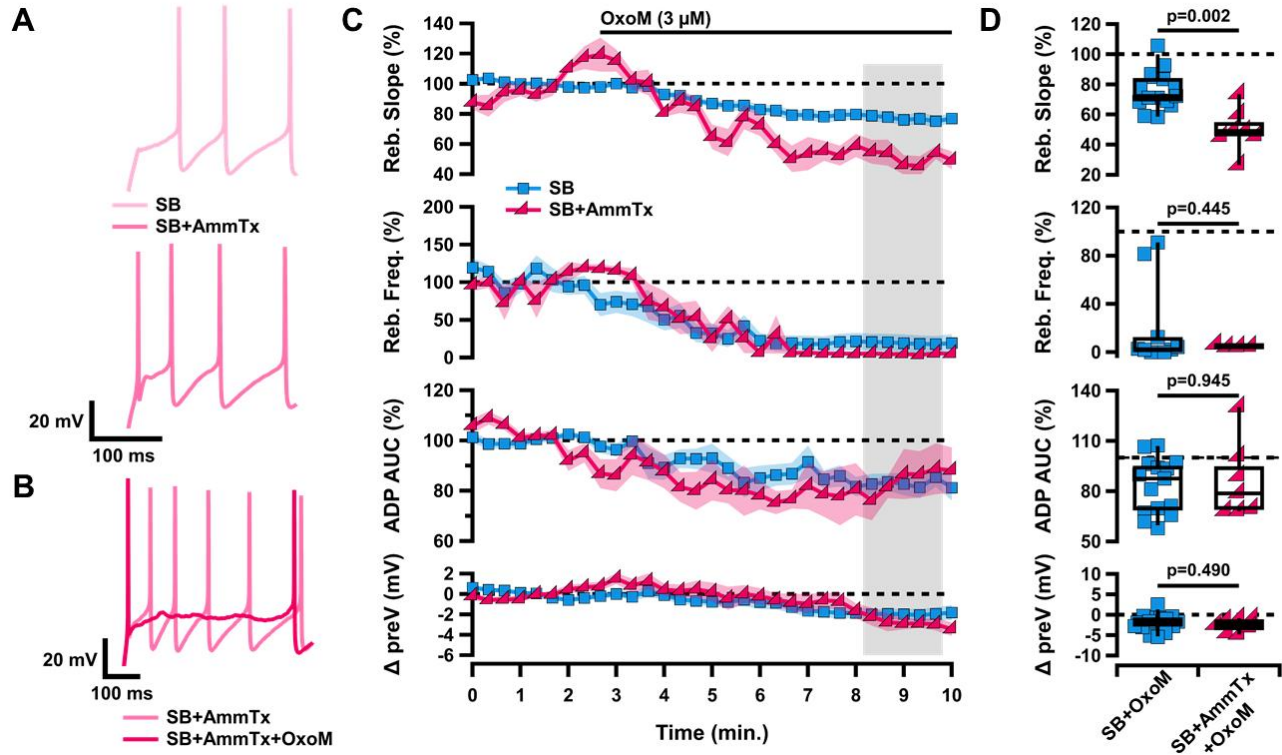 A
SB
SB+AmmTx
20 mV
100 ms
B
20 mV
100 ms
SB+AmmTx
SB+AmmTx+OxoM
C
OxoM (3 µM)
Reb. Slope (%)
140
120
100
80
60
40
SB
SB+AmmTx
Reb. Freq. (%)
200
150
100
50
0
ADP AUC (%)
120
100
80
60
Δ preV (mV)
2
0
-2
-4
-6
0 1 2 3 4 5 6 7 8 9 10
Time (min.)
D
p=0.002
Reb. Slope (%)
120
100
80
60
40
20
p=0.445
Reb. Freq. (%)
120
80
40
0
p=0.945
ADP AUC (%)
140
110
80
50
p=0.490
Δ preV (mV)
10
5
0
-5
-10
SB+OxoM
SB+AmmTx
+OxoM